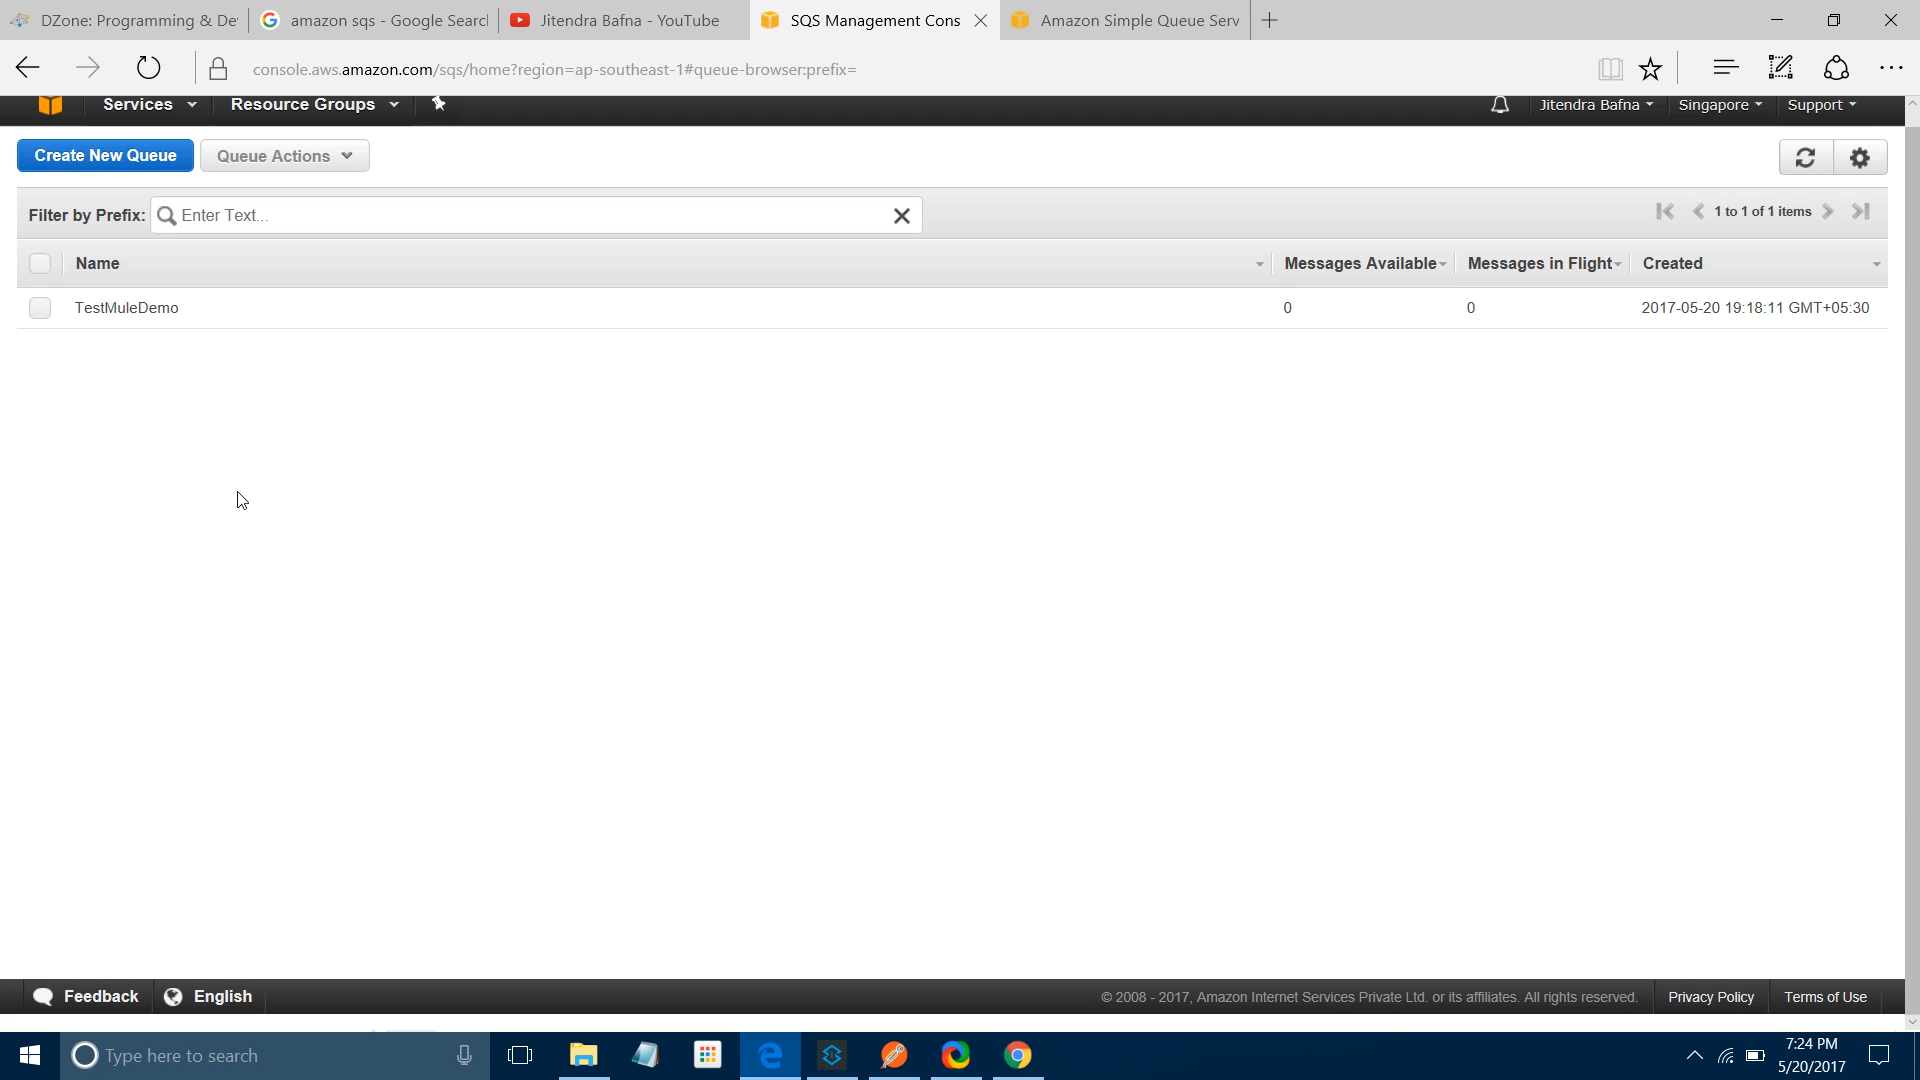 DZone: Programming & De
amazon sqs - Google Searcl
Jitendra Bafna - YouTube
SQS Management Cons
Amazon Simple Queue Serv
console.aws.amazon.com/sqs/home?region=ap-southeast-1#queue-browser:prefix=
Services
Resource Groups
Jitendra Bafna
Singapore
Support
Create New Queue
Queue Actions
Filter by Prefix:
Enter Text...
1 to 1 of 1 items
Name
Messages Available
Messages in Flight
Created
TestMuleDemo
0
0
2017-05-20 19:18:11 GMT+05:30
Feedback
English
© 2008 - 2017, Amazon Internet Services Private Ltd. or its affiliates. All rights reserved.
Privacy Policy
Terms of Use
Type here to search
7:24 PM
5/20/2017